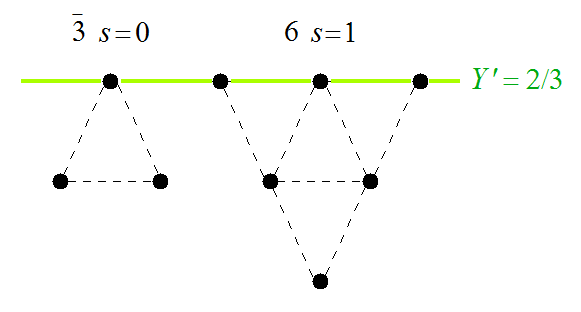 3̅ s=0
6 s=1
Y' = 2/3